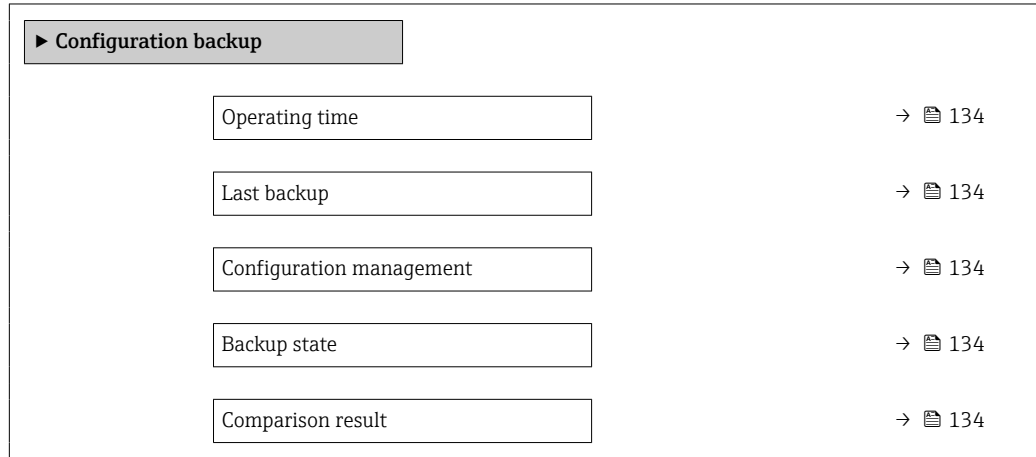 ▶ Configuration backup
Operating time → 🖹 134
Last backup → 🖹 134
Configuration management → 🖹 134
Backup state → 🖹 134
Comparison result → 🖹 134